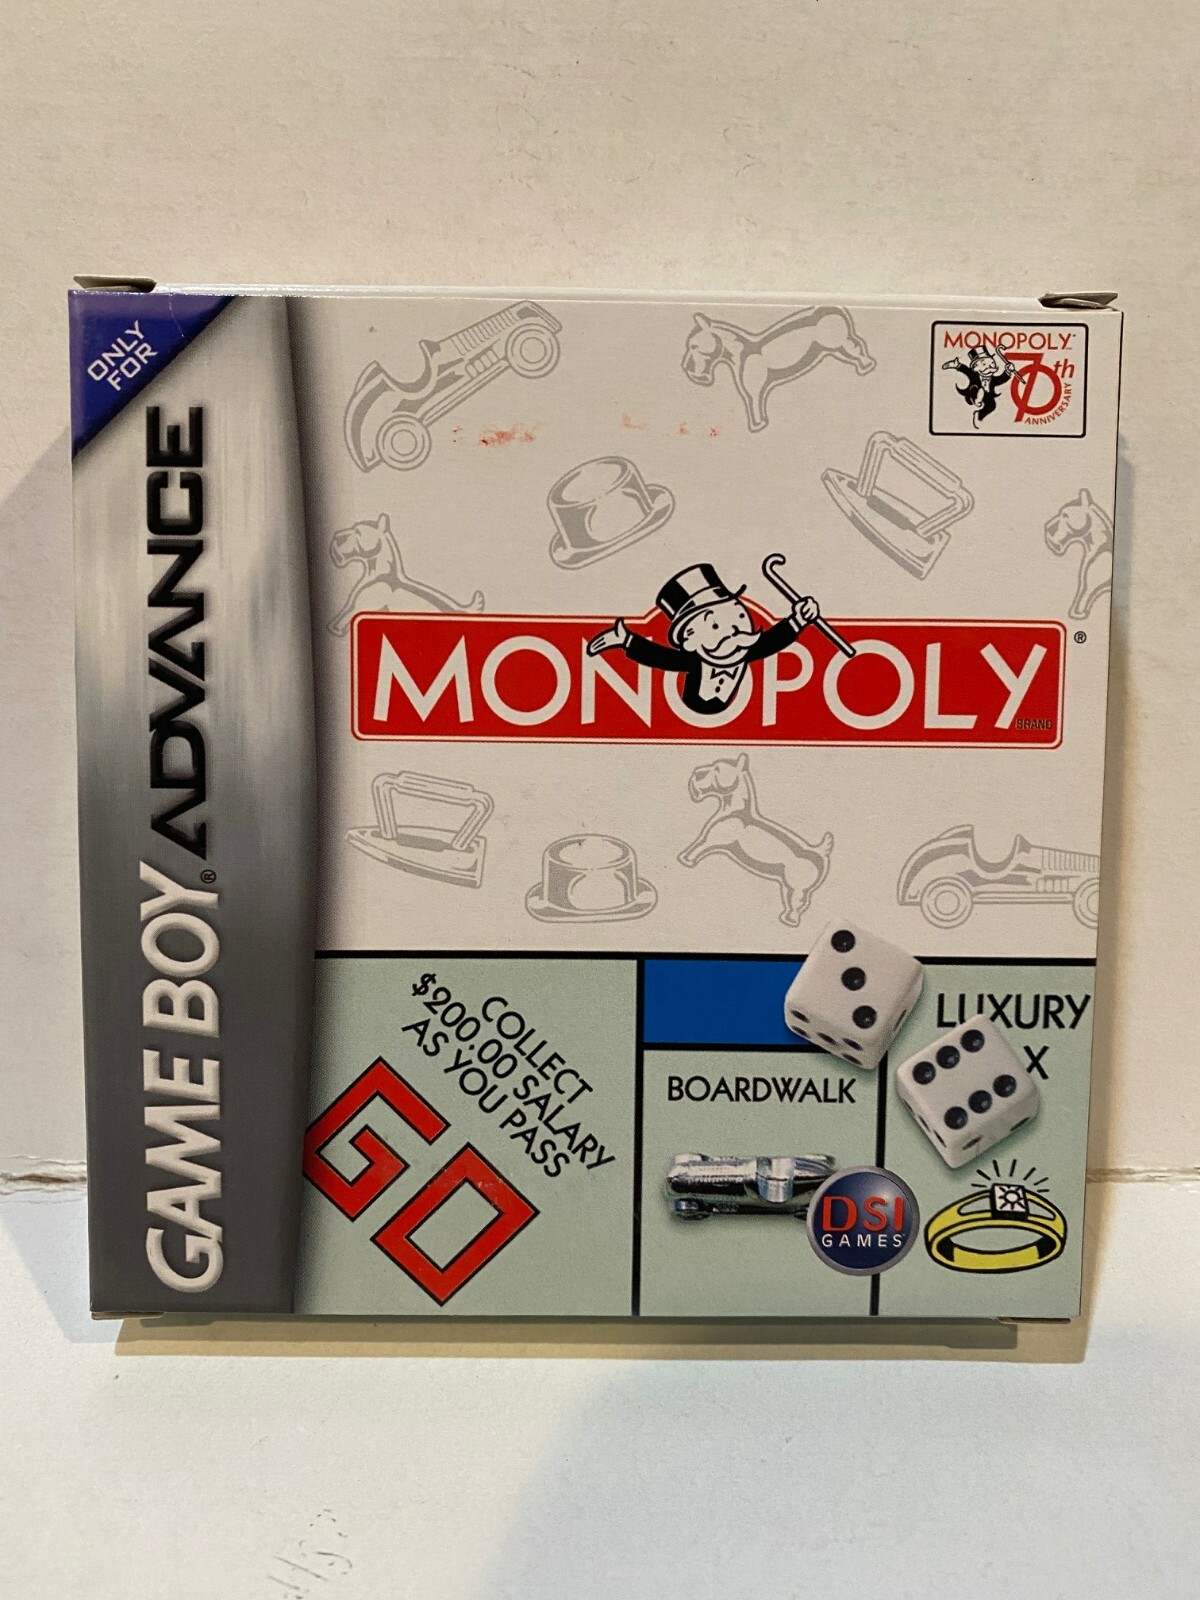 ONLY
FOR
GAME BOY® ADVANCE
MONOPOLY™
70th
ANNIVERSARY
MONOPOLY®
BRAND
COLLECT
$200.00 SALARY
AS YOU PASS
GO
BOARDWALK
LUXURY
X
DSI
GAMES